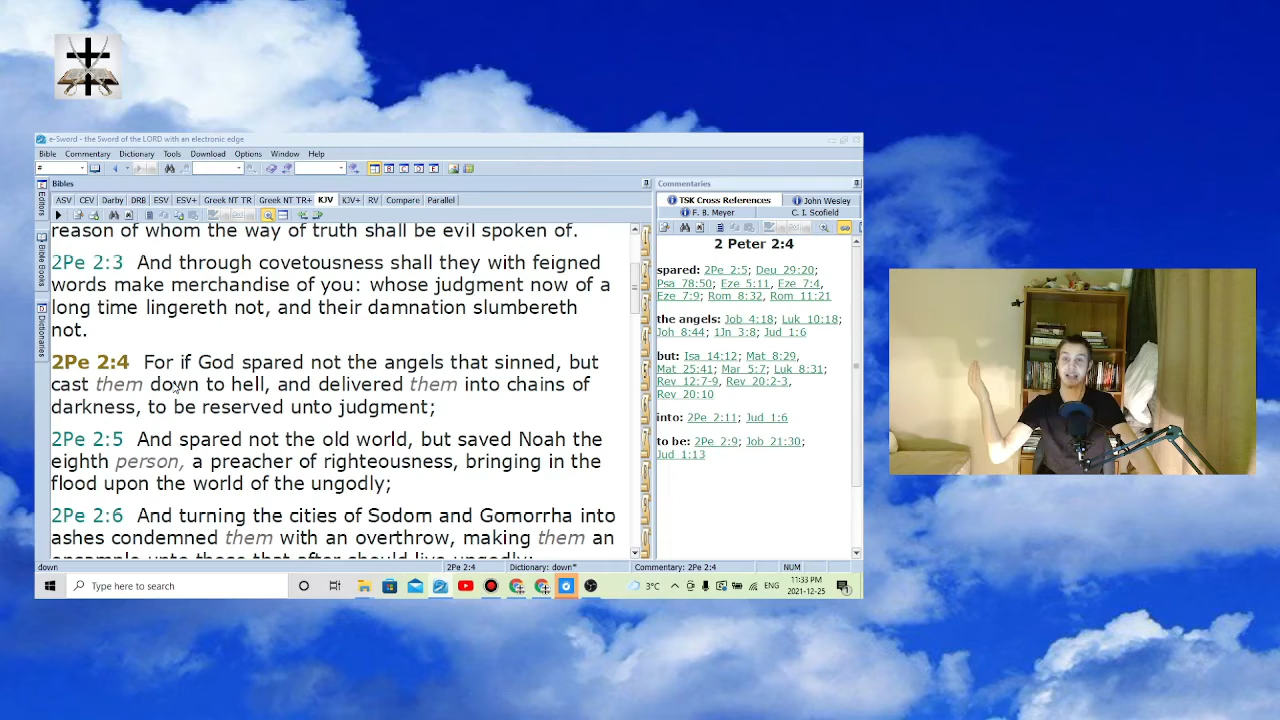 e-Sword - the Sword of the LORD with an electronic edge
Bible Commentary Dictionary Tools Download Options Window Help
#
Bibles
ASV CEV Darby DRB ESV ESV+ Greek NT TR Greek NT TR+ KJV KJV+ RV Compare Parallel
Editors
Bible Books
Dictionaries
reason of whom the way of truth shall be evil spoken of.
2Pe 2:3 And through covetousness shall they with feigned
words make merchandise of you: whose judgment now of a
long time lingereth not, and their damnation slumbereth
not.
2Pe 2:4 For if God spared not the angels that sinned, but
cast them down to hell, and delivered them into chains of
darkness, to be reserved unto judgment;
2Pe 2:5 And spared not the old world, but saved Noah the
eighth person, a preacher of righteousness, bringing in the
flood upon the world of the ungodly;
2Pe 2:6 And turning the cities of Sodom and Gomorrha into
ashes condemned them with an overthrow, making them an
ensample unto those that after should live ungodly;
Commentaries
TSK Cross References John Wesley
F. B. Meyer C. I. Scofield
2 Peter 2:4
spared: 2Pe 2:5; Deu 29:20;
Psa 78:50; Eze 5:11, Eze 7:4,
Eze 7:9; Rom 8:32, Rom 11:21
the angels: Job 4:18; Luk 10:18;
Joh 8:44; 1Jn 3:8; Jud 1:6
but: Isa 14:12; Mat 8:29,
Mat 25:41; Mar 5:7; Luk 8:31;
Rev 12:7-9, Rev 20:2-3,
Rev 20:10
into: 2Pe 2:11; Jud 1:6
to be: 2Pe 2:9; Job 21:30;
Jud 1:13
down 2Pe 2:4 Dictionary: down* Commentary: 2Pe 2:4 NUM
Type here to search
3°C ENG 11:33 PM
2021-12-25